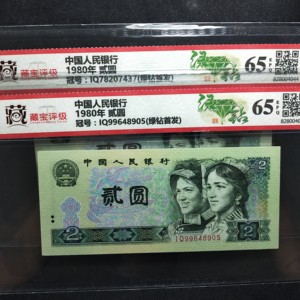 中国人民银行
1980年 贰圆
冠号：IQ78207437(绿钻首发)
65 EPQ
藏宝评级
中国人民银行
1980年 贰圆
冠号：IQ99648905(绿钻首发)
65 EPQ
藏宝评级
中国人民银行
贰圆
2
IQ99648905